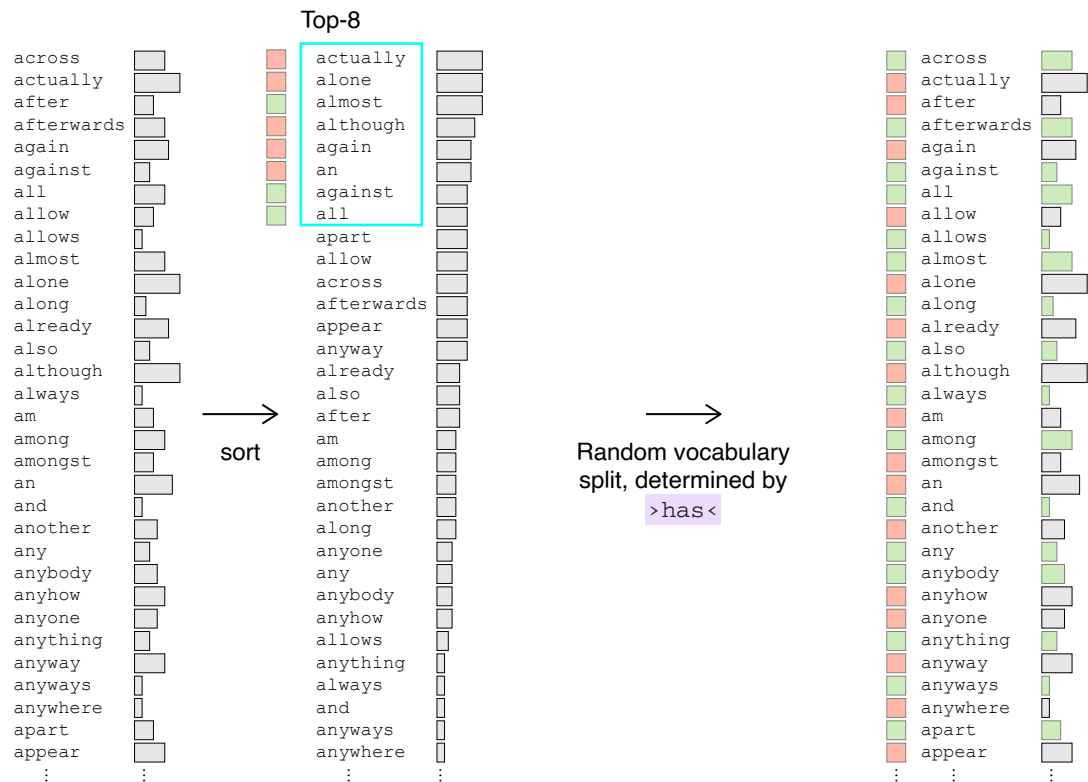 Top-8
across
actually
after
afterwards
again
against
all
allow
allows
almost
alone
along
already
also
although
always
am
among
amongst
an
and
another
any
anybody
anyhow
anyone
anything
anyway
anyways
anywhere
apart
appear
⋮ ⋮
sort
actually
alone
almost
although
again
an
against
all
apart
allow
across
afterwards
appear
anyway
already
also
after
am
among
amongst
another
along
anyone
any
anybody
anyhow
allows
anything
always
and
anyways
anywhere
⋮ ⋮
Random vocabulary
split, determined by
>has<
across
actually
after
afterwards
again
against
all
allow
allows
almost
alone
along
already
also
although
always
am
among
amongst
an
and
another
any
anybody
anyhow
anyone
anything
anyway
anyways
anywhere
apart
appear
⋮ ⋮ ⋮